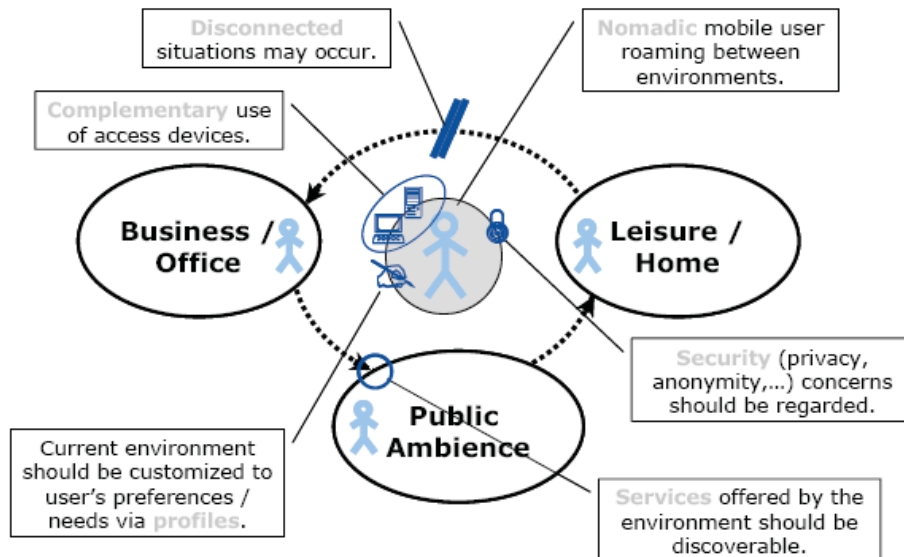 Disconnected
situations may occur.
Nomadic mobile user
roaming between
environments.
Complementary use
of access devices.
Business /
Office
Leisure /
Home
Security (privacy,
anonymity,...) concerns
should be regarded.
Public
Ambience
Current environment
should be customized to
user's preferences /
needs via profiles.
Services offered by the
environment should be
discoverable.